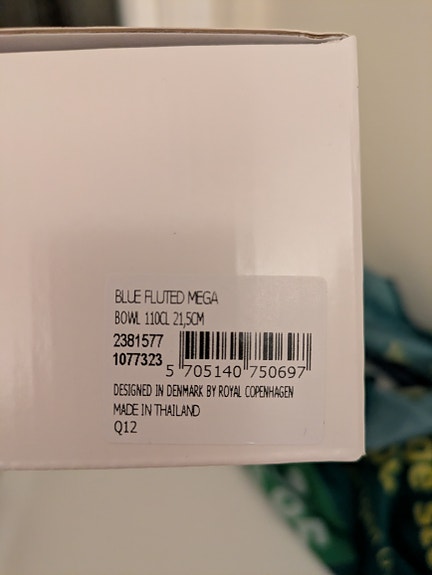 BLUE FLUTED MEGA
BOWL 110CL 21,5CM
2381577
1077323
5 705140 750697
DESIGNED IN DENMARK BY ROYAL COPENHAGEN
MADE IN THAILAND
Q12